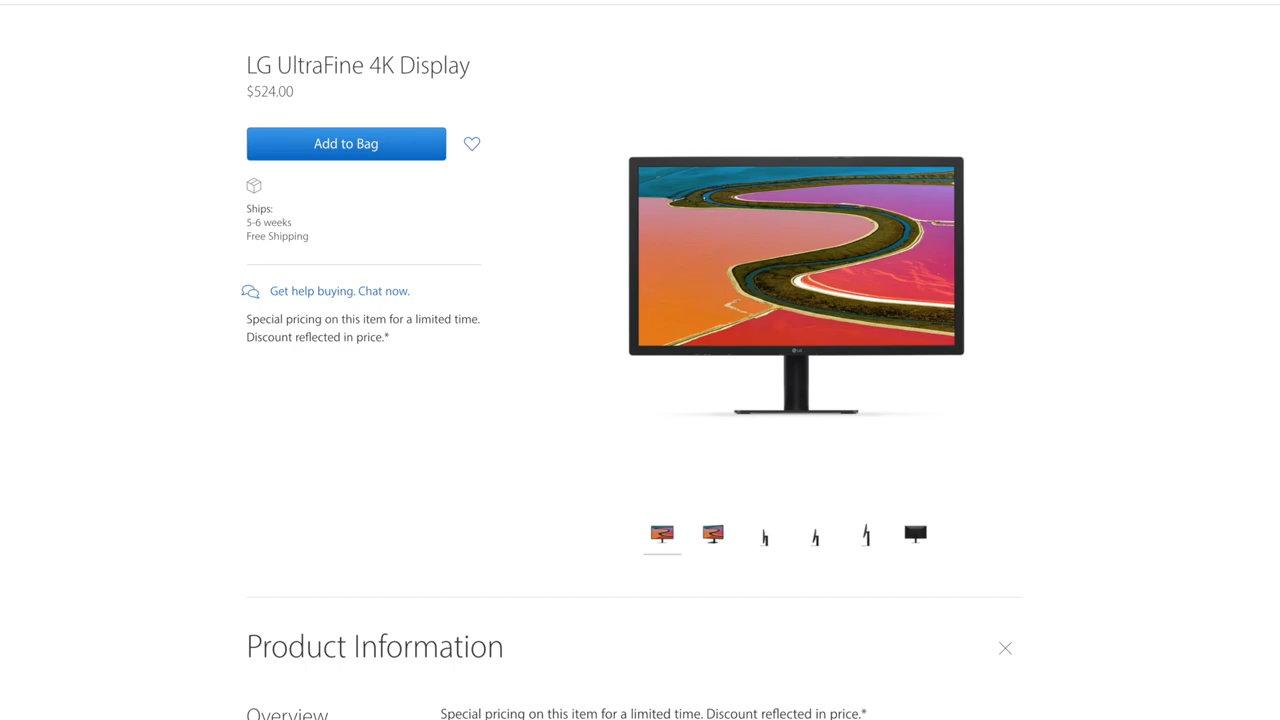 LG UltraFine 4K Display
$524.00
Add to Bag
Ships:
5-6 weeks
Free Shipping
Get help buying. Chat now.
Special pricing on this item for a limited time.
Discount reflected in price.*
LG
Product Information
Overview
Special pricing on this item for a limited time. Discount reflected in price.*